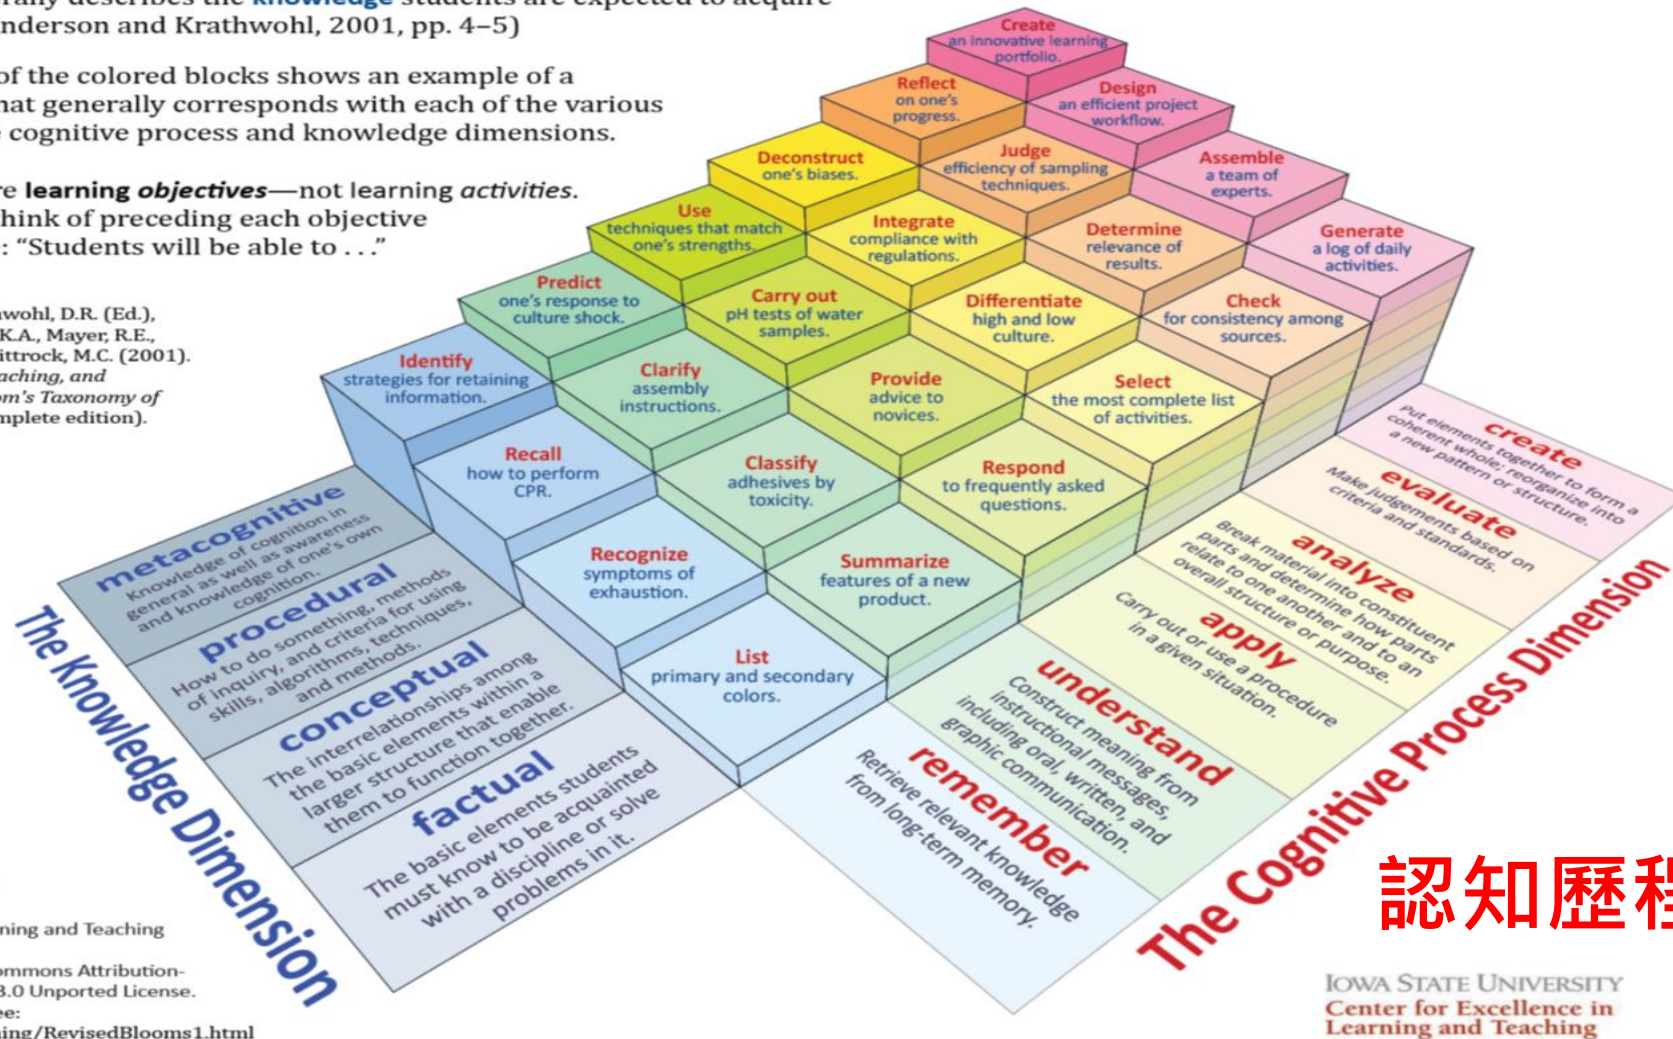 knowledge students are expected to acquire
nderson and Krathwohl, 2001, pp. 4–5)
of the colored blocks shows an example of a
hat generally corresponds with each of the various
cognitive process and knowledge dimensions.
re learning objectives—not learning activities.
hink of preceding each objective
: “Students will be able to . . .”
wohl, D.R. (Ed.),
K.A., Mayer, R.E.,
ittrock, M.C. (2001).
aching, and
om's Taxonomy of
mplete edition).
Create
an innovative learning
portfolio.
Reflect
on one's
progress.
Design
an efficient project
workflow.
Deconstruct
one's biases.
Judge
efficiency of sampling
techniques.
Assemble
a team of
experts.
Use
techniques that match
one's strengths.
Integrate
compliance with
regulations.
Determine
relevance of
results.
Generate
a log of daily
activities.
Predict
one's response to
culture shock.
Carry out
pH tests of water
samples.
Differentiate
high and low
culture.
Check
for consistency among
sources.
Identify
strategies for retaining
information.
Clarify
assembly
instructions.
Provide
advice to
novices.
Select
the most complete list
of activities.
Recall
how to perform
CPR.
Classify
adhesives by
toxicity.
Respond
to frequently asked
questions.
Recognize
symptoms of
exhaustion.
Summarize
features of a new
product.
List
primary and secondary
colors.
metacognitive
Knowledge of cognition in
general as well as awareness
and knowledge of one's own
cognition.
procedural
How to do something, methods
of inquiry, and criteria for using
skills, algorithms, techniques,
and methods.
conceptual
The interrelationships among
the basic elements within a
larger structure that enable
them to function together.
factual
The basic elements students
must know to be acquainted
with a discipline or solve
problems in it.
The Knowledge Dimension
create
Put elements together to form a
coherent whole; reorganize into
a new pattern or structure.
evaluate
Make judgements based on
criteria and standards.
analyze
Break material into constituent
parts and determine how parts
relate to one another and to an
overall structure or purpose.
apply
Carry out or use a procedure
in a given situation.
understand
Construct meaning from
instructional messages,
including oral, written, and
graphic communication.
remember
Retrieve relevant knowledge
from long-term memory.
The Cognitive Process Dimension
認知歷程
ning and Teaching
ommons Attribution-
3.0 Unported License.
ee:
ing/RevisedBlooms1.html
IOWA STATE UNIVERSITY
Center for Excellence in
Learning and Teaching